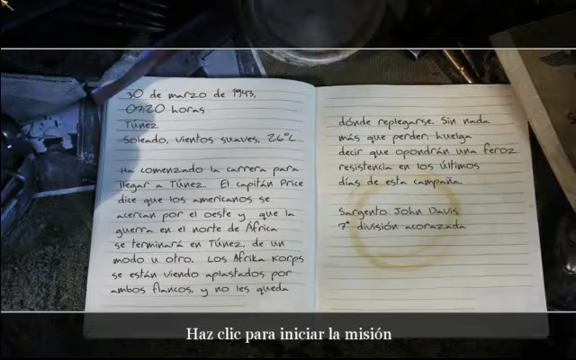 30 de marzo de 1943,
07:20 horas
Túnez
Soleado, vientos suaves, 26°C
Ha comenzado la carrera para
llegar a Túnez. El capitán Price
dice que los americanos se
acercan por el oeste y que la
guerra en el norte de África
se terminará en Túnez, de un
modo u otro. Los Afrika Korps
se están viendo aplastados por
ambos flancos, y no les queda
dónde replegarse. Sin nada
más que perder, huelga
decir que opondrán una feroz
resistencia en los últimos
días de esta campaña.
Sargento John Davis
7ª división acorazada
Haz clic para iniciar la misión